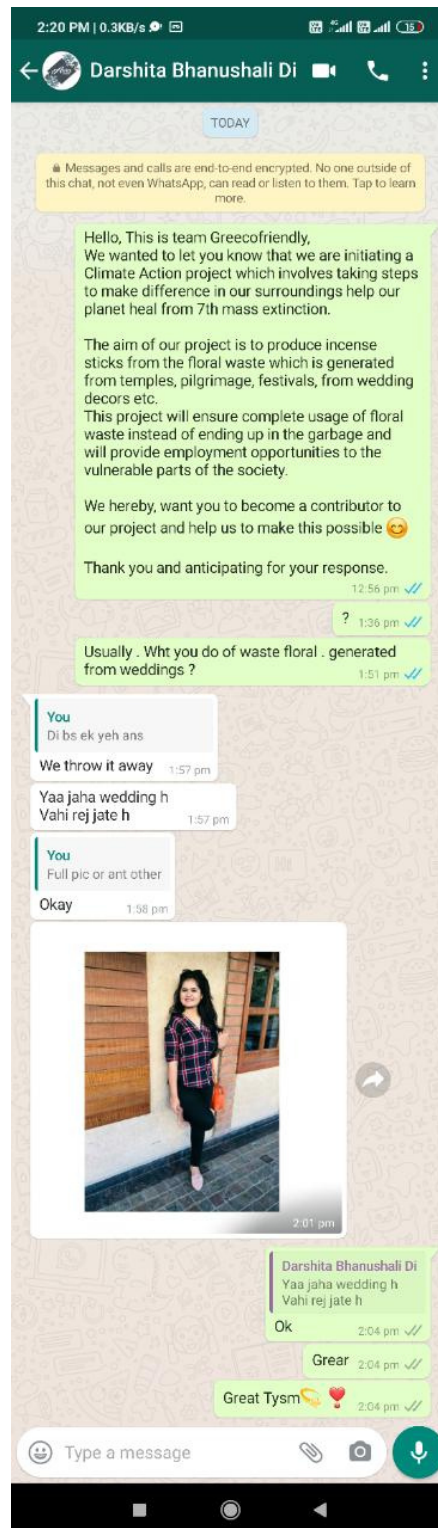 2:20 PM | 0.3KB/s
4G
15
Darshita Bhanushali Di
TODAY
Messages and calls are end-to-end encrypted. No one outside of
this chat, not even WhatsApp, can read or listen to them. Tap to learn
more.
Hello, This is team Greecofriendly,
We wanted to let you know that we are initiating a
Climate Action project which involves taking steps
to make difference in our surroundings help our
planet heal from 7th mass extinction.
The aim of our project is to produce incense
sticks from the floral waste which is generated
from temples, pilgrimage, festivals, from wedding
decors etc.
This project will ensure complete usage of floral
waste instead of ending up in the garbage and
will provide employment opportunities to the
vulnerable parts of the society.
We hereby, want you to become a contributor to
our project and help us to make this possible 😊
Thank you and anticipating for your response.
12:56 pm
? 1:36 pm
Usually . Wht you do of waste floral . generated
from weddings ?
1:51 pm
You
Di bs ek yeh ans
We throw it away 1:57 pm
Yaa jaha wedding h
Vahi rej jate h 1:57 pm
You
Full pic or ant other
Okay 1:58 pm
2:01 pm
Darshita Bhanushali Di
Yaa jaha wedding h
Vahi rej jate h
Ok 2:04 pm
Grear 2:04 pm
Great Tysm💫 ❣️ 2:04 pm
Type a message